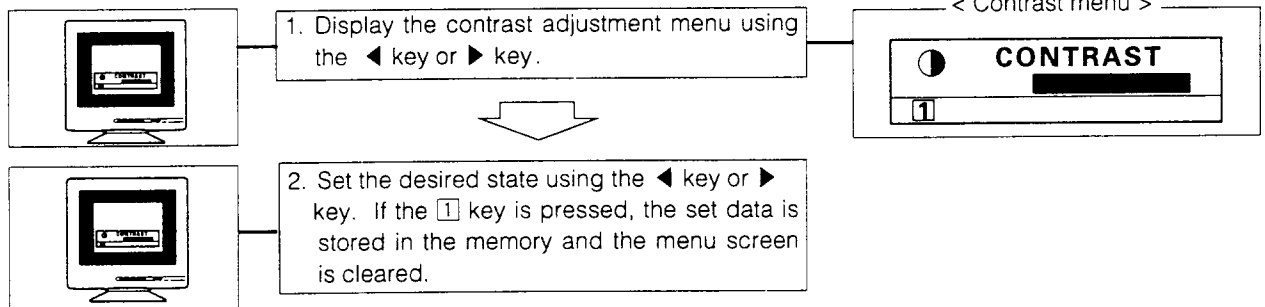 1. Display the contrast adjustment menu using
the ◀ key or ▶ key.
< Contrast menu >
CONTRAST
1
CONTRAST
2. Set the desired state using the ◀ key or ▶
key. If the 1 key is pressed, the set data is
stored in the memory and the menu screen
is cleared.
CONTRAST